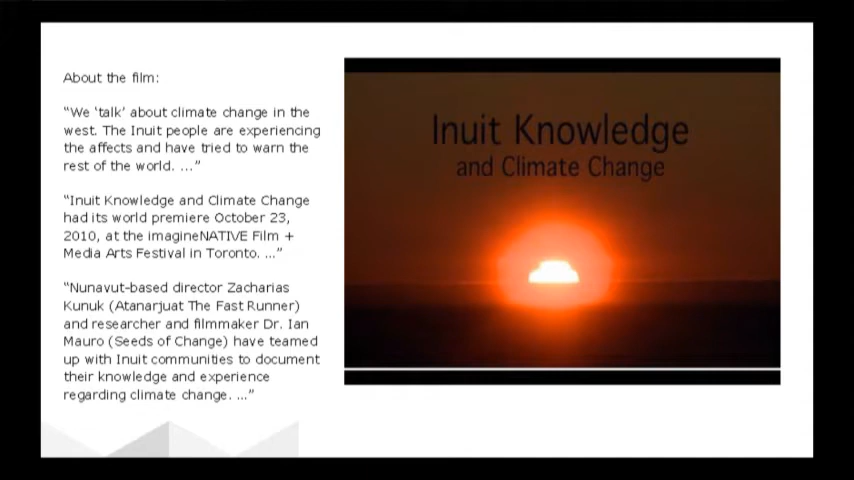 About the film:
“We ‘talk’ about climate change in the
west. The Inuit people are experiencing
the affects and have tried to warn the
rest of the world. ...”
“Inuit Knowledge and Climate Change
had its world premiere October 23,
2010, at the imagineNATIVE Film +
Media Arts Festival in Toronto. ...”
“Nunavut-based director Zacharias
Kunuk (Atanarjuat The Fast Runner)
and researcher and filmmaker Dr. Ian
Mauro (Seeds of Change) have teamed
up with Inuit communities to document
their knowledge and experience
regarding climate change. ...”
Inuit Knowledge
and Climate Change